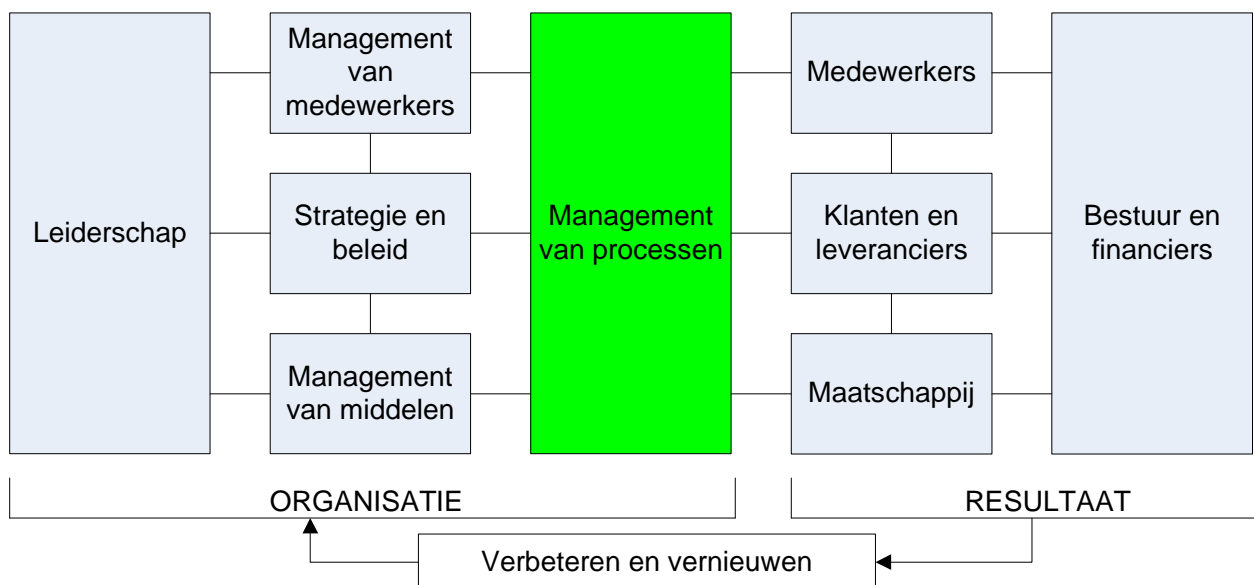 Leiderschap
Management
van
medewerkers
Strategie en
beleid
Management
van middelen
Management
van processen
Medewerkers
Klanten en
leveranciers
Maatschappij
Bestuur en
financiers
ORGANISATIE
RESULTAAT
Verbeteren en vernieuwen